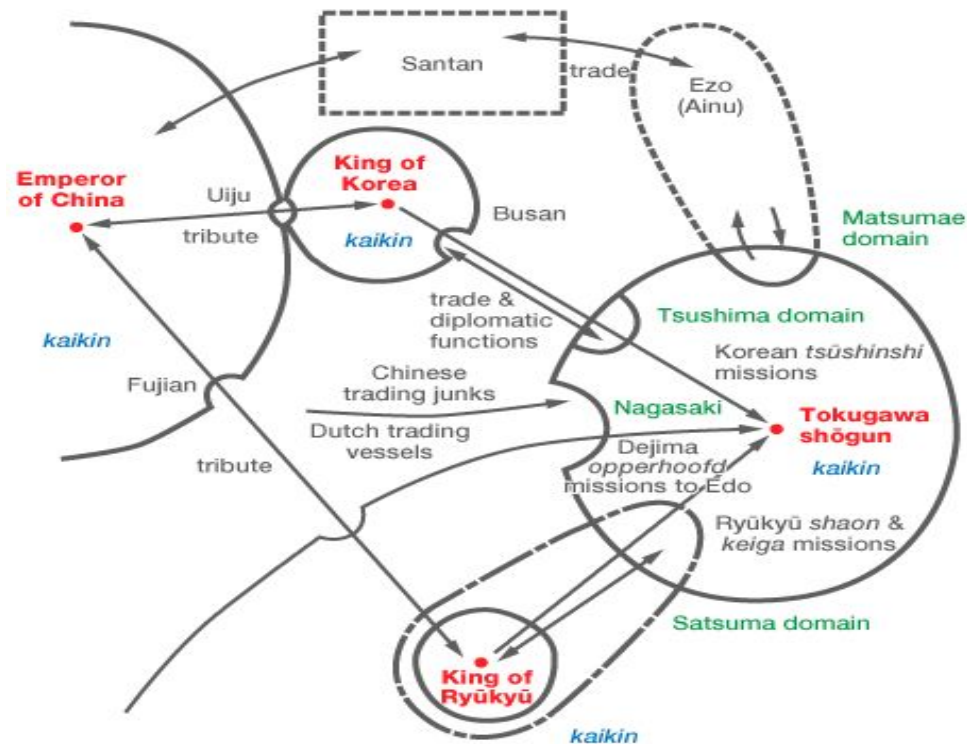 Santan
trade
Ezo
(Ainu)
Emperor
of China
Uiju
tribute
King of
Korea
kaikin
Busan
Matsumae
domain
trade &
diplomatic
functions
Tsushima domain
Korean tsūshinshi
missions
kaikin
Fujian
Chinese
trading junks
Dutch trading
vessels
Nagasaki
Tokugawa
shōgun
kaikin
Dejima
opperhoofd
missions to Edo
tribute
Ryūkyū shaon &
keiga missions
Satsuma domain
King of
Ryūkyū
kaikin